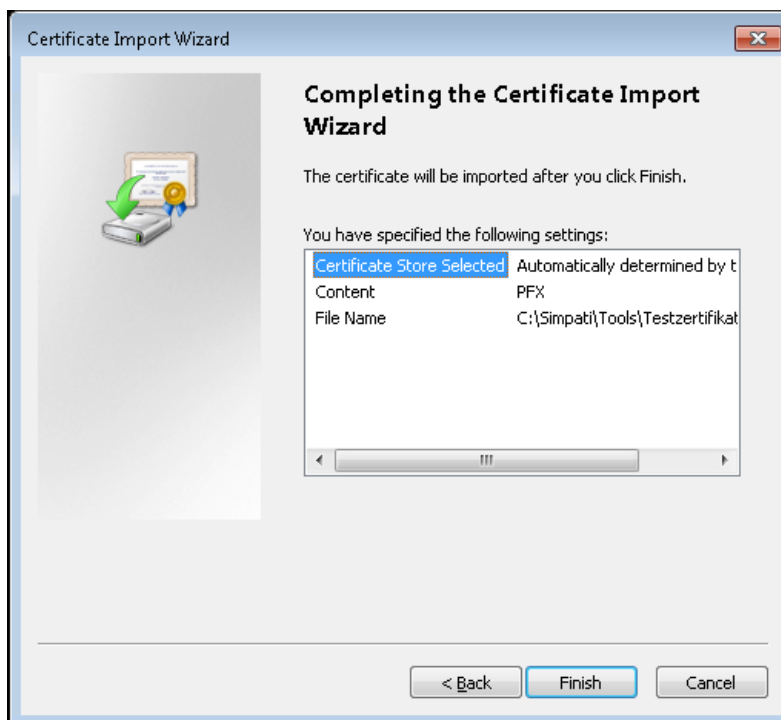 Certificate Import Wizard
Completing the Certificate Import
Wizard
The certificate will be imported after you click Finish.
You have specified the following settings:
Certificate Store Selected Automatically determined by t
Content PFX
File Name C:\Simpati\Tools\Testzertifikat
< Back Finish Cancel